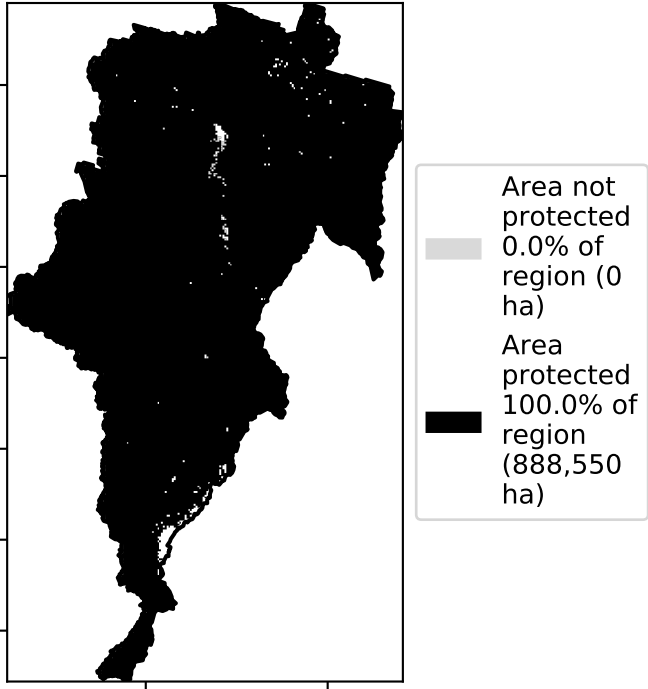 Area not
protected
0.0% of
region (0
ha)
Area
protected
100.0% of
region
(888,550
ha)